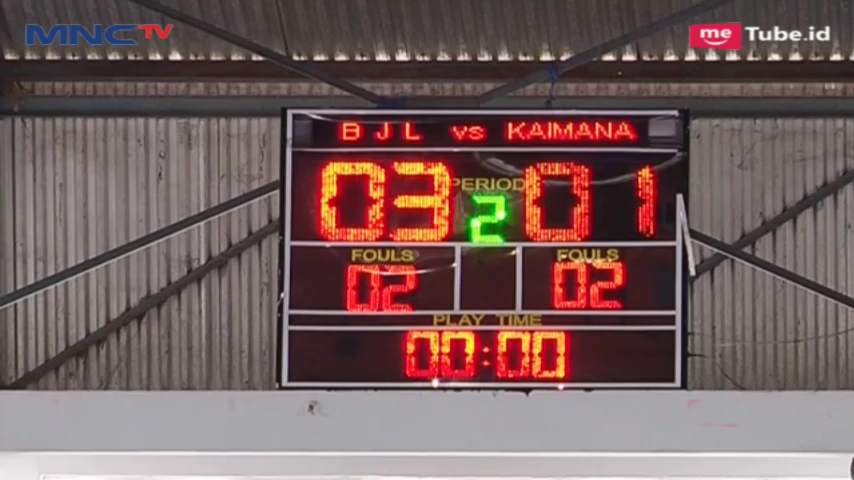 MNCTV
me Tube.id
BJL vs KAIMANA
03 PERIOD 2 01
FOULS FOULS
02 02
PLAY TIME
00:00